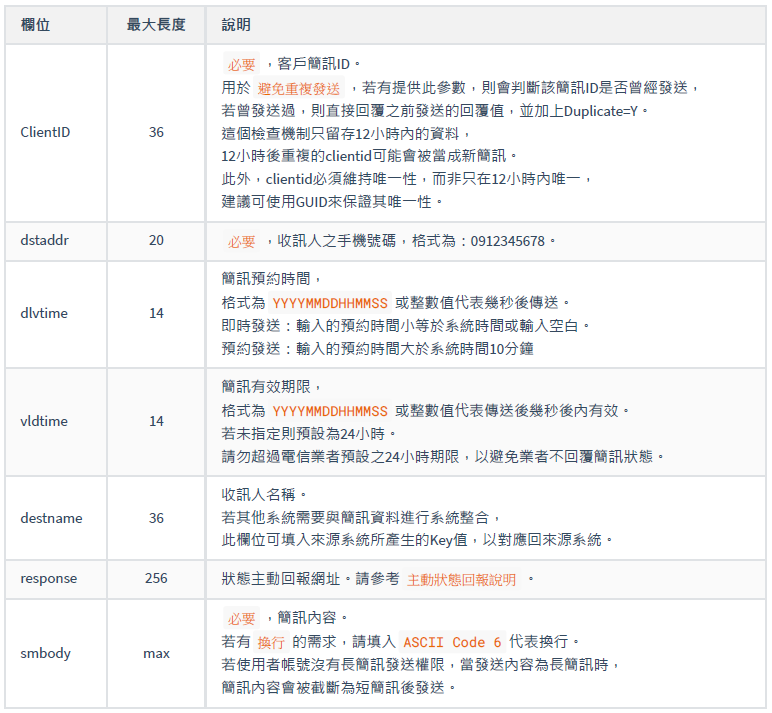 欄位 最大長度 說明
ClientID 36
必要 ，客戶簡訊ID。
用於 避免重複發送 ，若有提供此參數，則會判斷該簡訊ID是否曾經發送，
若曾發送過，則直接回覆之前發送的回覆值，並加上Duplicate=Y。
這個檢查機制只留存12小時內的資料，
12小時後重複的clientid可能會被當成新簡訊。
此外，clientid必須維持唯一性，而非只在12小時內唯一，
建議可使用GUID來保證其唯一性。
dstaddr 20 必要 ，收訊人之手機號碼，格式為：0912345678。
dlvtime 14
簡訊預約時間，
格式為 YYYYMMDDHHMMSS 或整數值代表幾秒後傳送。
即時發送：輸入的預約時間小等於系統時間或輸入空白。
預約發送：輸入的預約時間大於系統時間10分鐘
vldtime 14
簡訊有效期限，
格式為 YYYYMMDDHHMMSS 或整數值代表傳送後幾秒後內有效。
若未指定則預設為24小時。
請勿超過電信業者預設之24小時期限，以避免業者不回覆簡訊狀態。
destname 36
收訊人名稱。
若其他系統需要與簡訊資料進行系統整合，
此欄位可填入來源系統所產生的Key值，以對應回來源系統。
response 256 狀態主動回報網址。請參考 主動狀態回報說明 。
smbody max
必要 ，簡訊內容。
若有 換行 的需求，請填入 ASCII Code 6 代表換行。
若使用者帳號沒有長簡訊發送權限，當發送內容為長簡訊時，
簡訊內容會被截斷為短簡訊後發送。